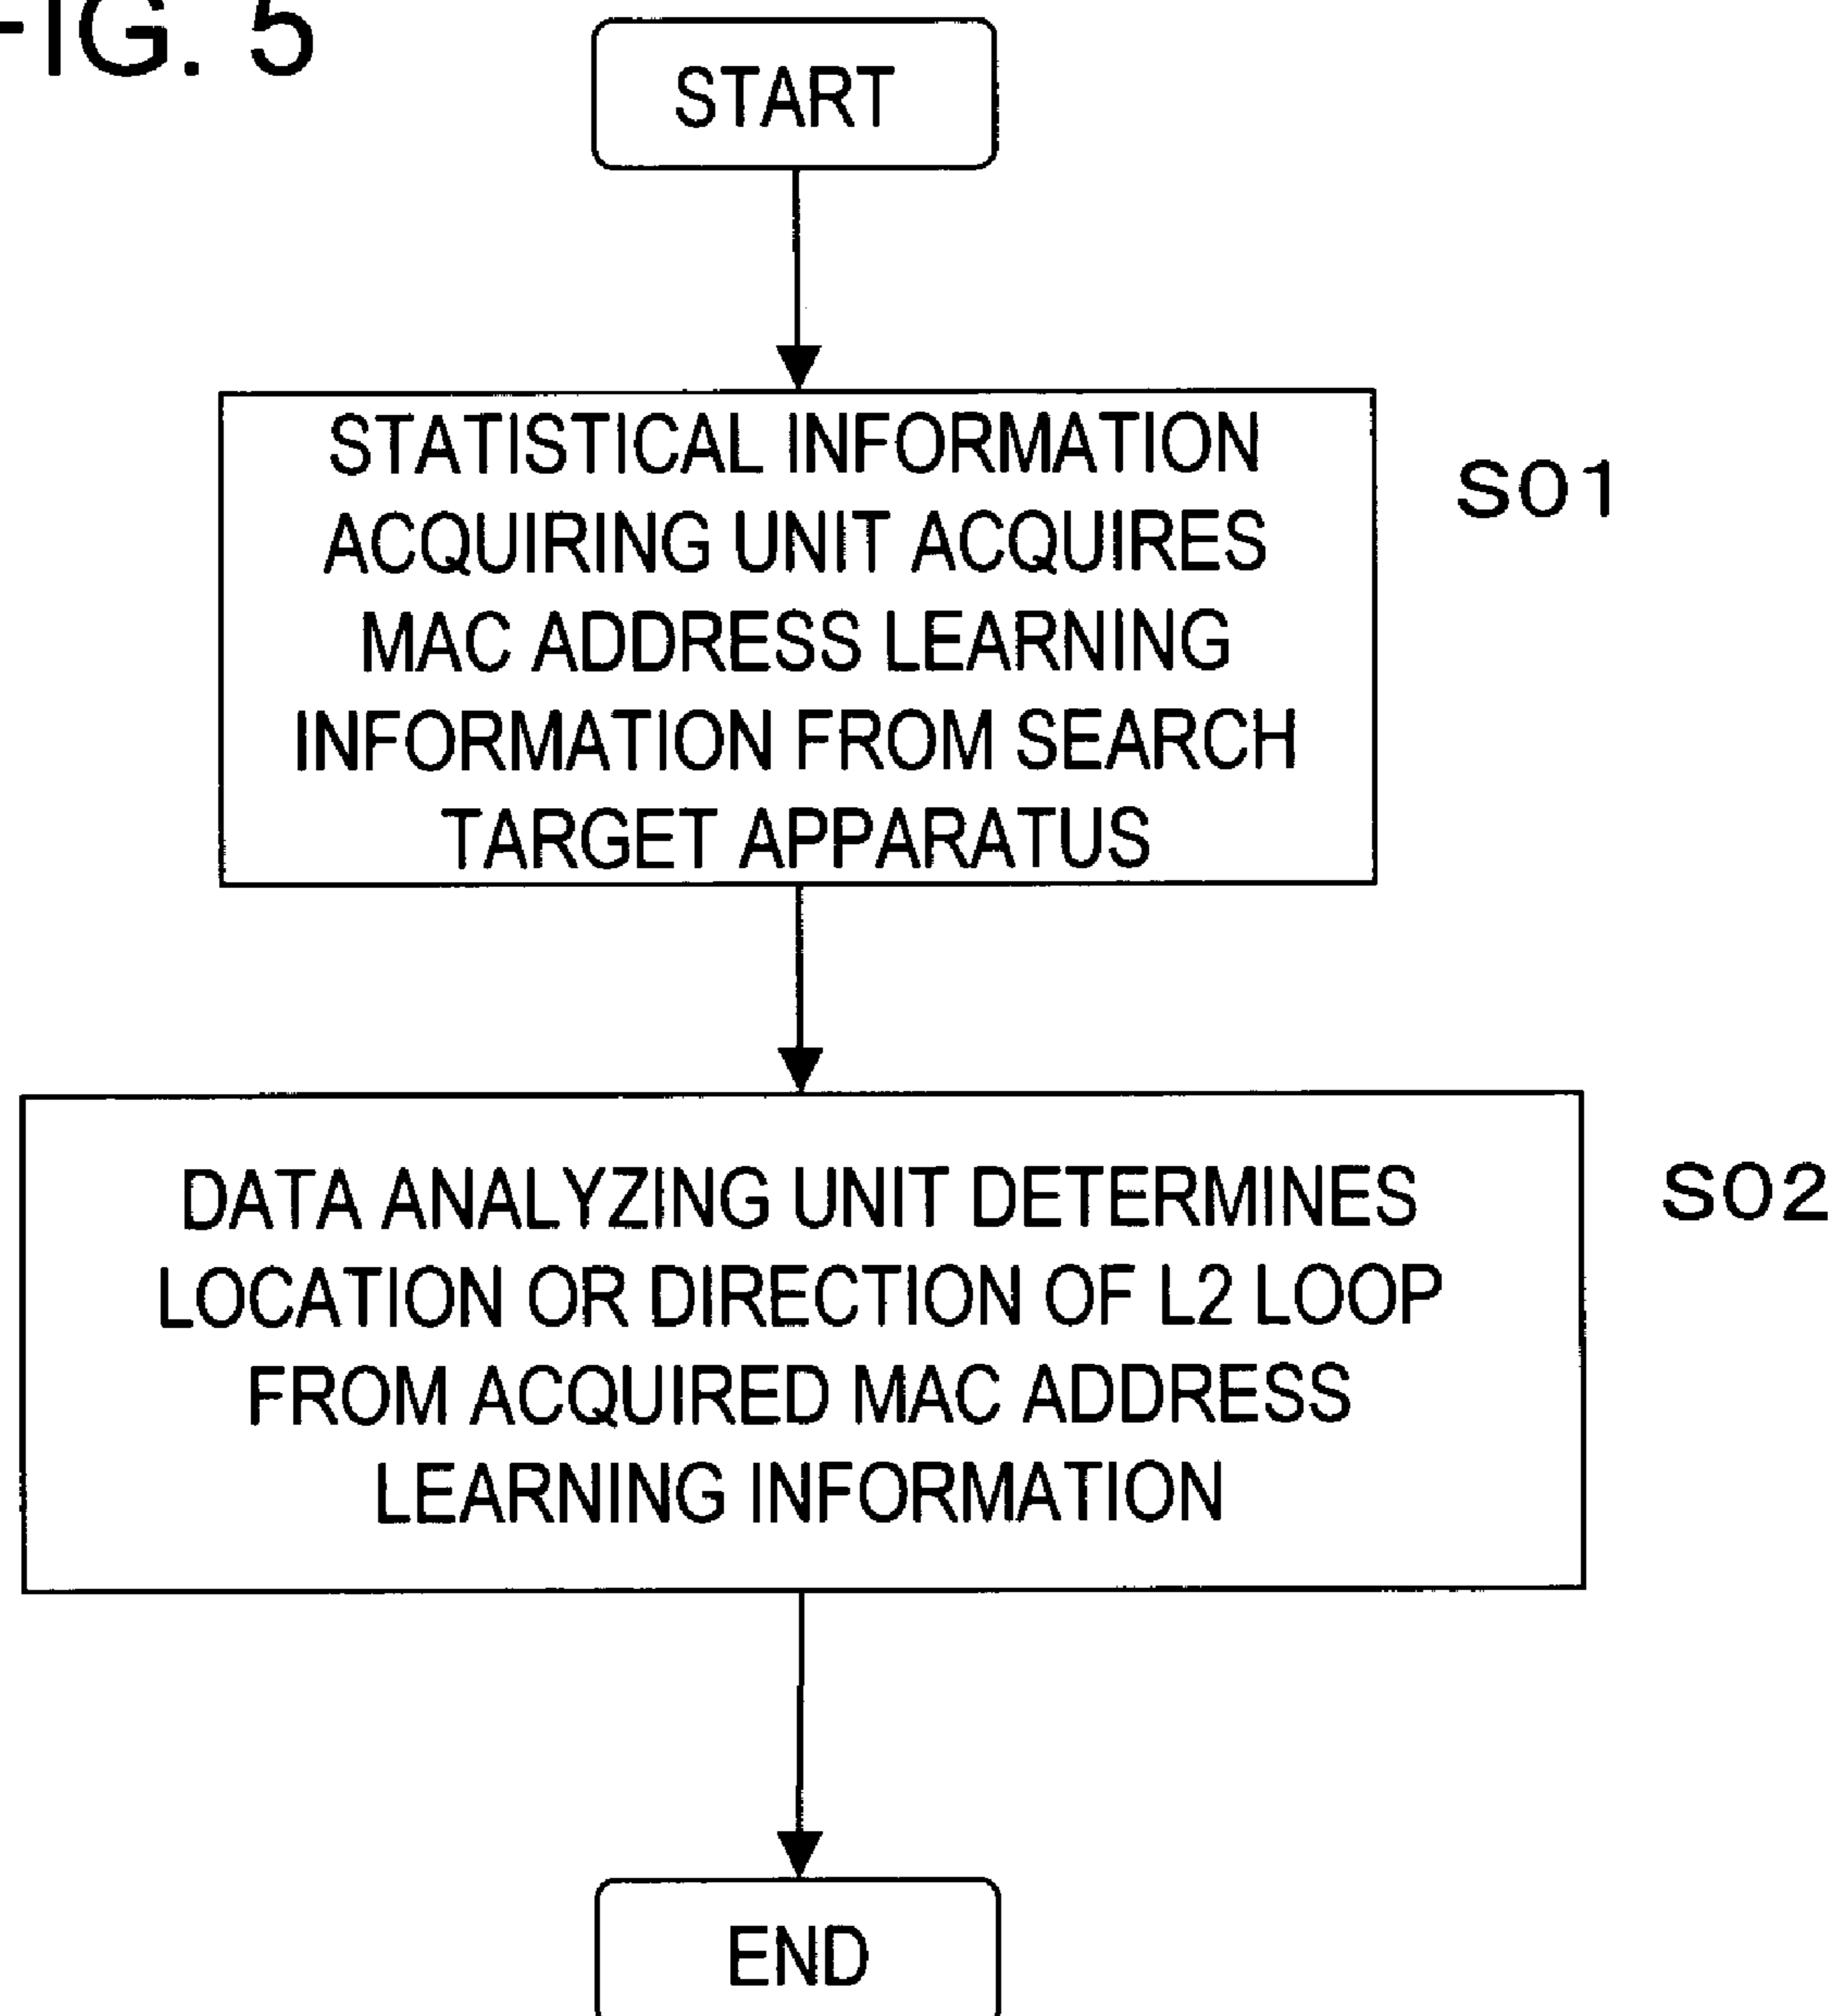 FIG. 5
START
STATISTICAL INFORMATION
ACQUIRING UNIT ACQUIRES
MAC ADDRESS LEARNING
INFORMATION FROM SEARCH
TARGET APPARATUS
S01
DATA ANALYZING UNIT DETERMINES
LOCATION OR DIRECTION OF L2 LOOP
FROM ACQUIRED MAC ADDRESS
LEARNING INFORMATION
S02
END